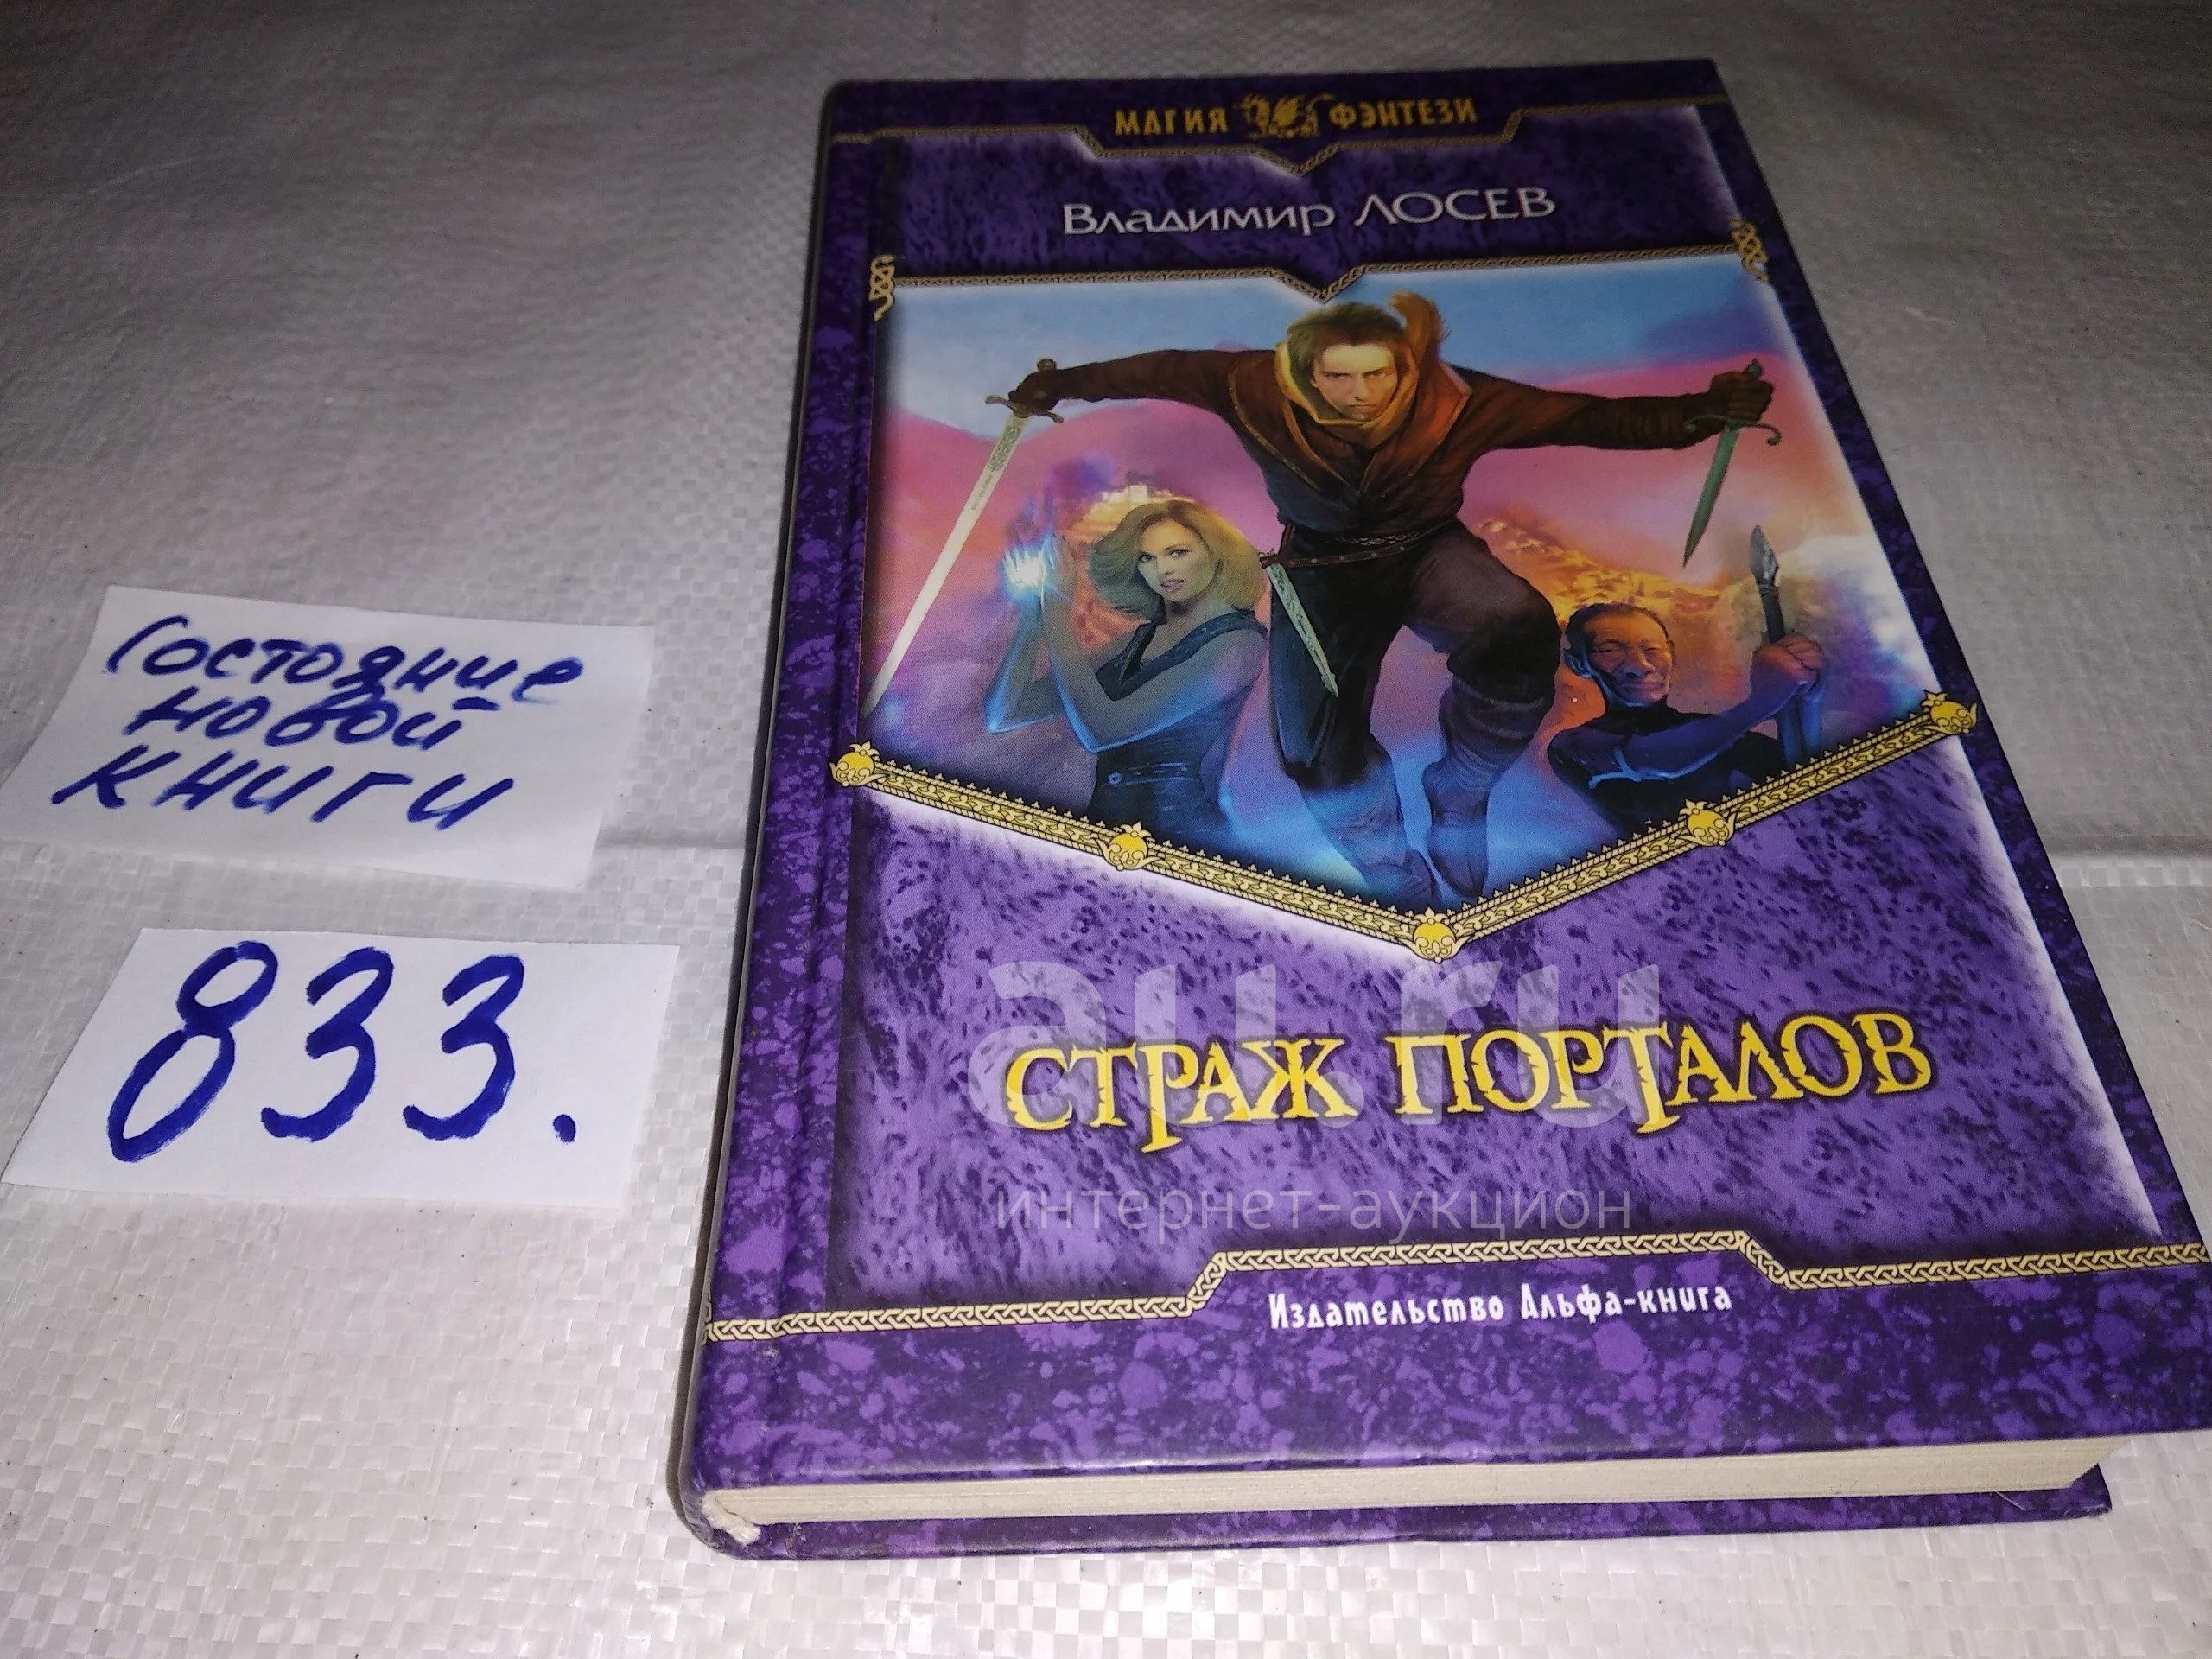 МАГИЯ ФЭНТЕЗИ
Владимир ЛОСЕВ
Состояние
новой
книги
833.
au.ru
СТРАЖ ПОРТАЛОВ
интернет-аукцион
Издательство Альфа-книга